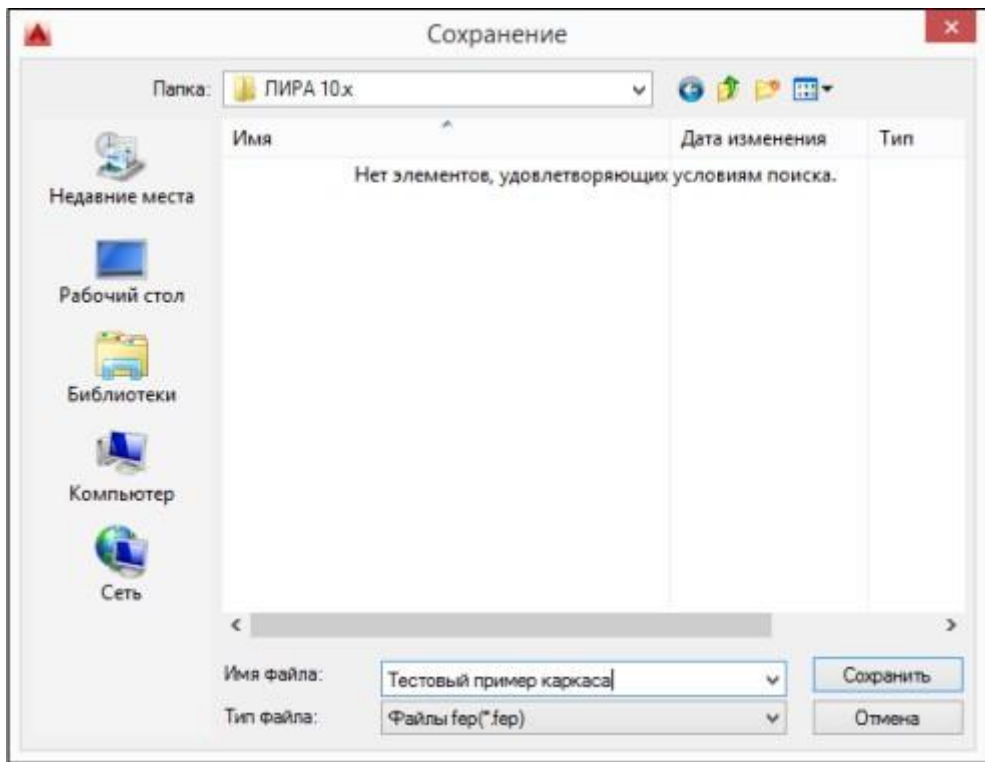 Сохранение
Папка: ЛИРА 10.x
Имя Дата изменения Тип
Нет элементов, удовлетворяющих условиям поиска.
Недавние места
Рабочий стол
Библиотеки
Компьютер
Сеть
Имя файла: Тестовый пример каркаса Сохранить
Тип файла: Файлы fep(*.fep) Отмена